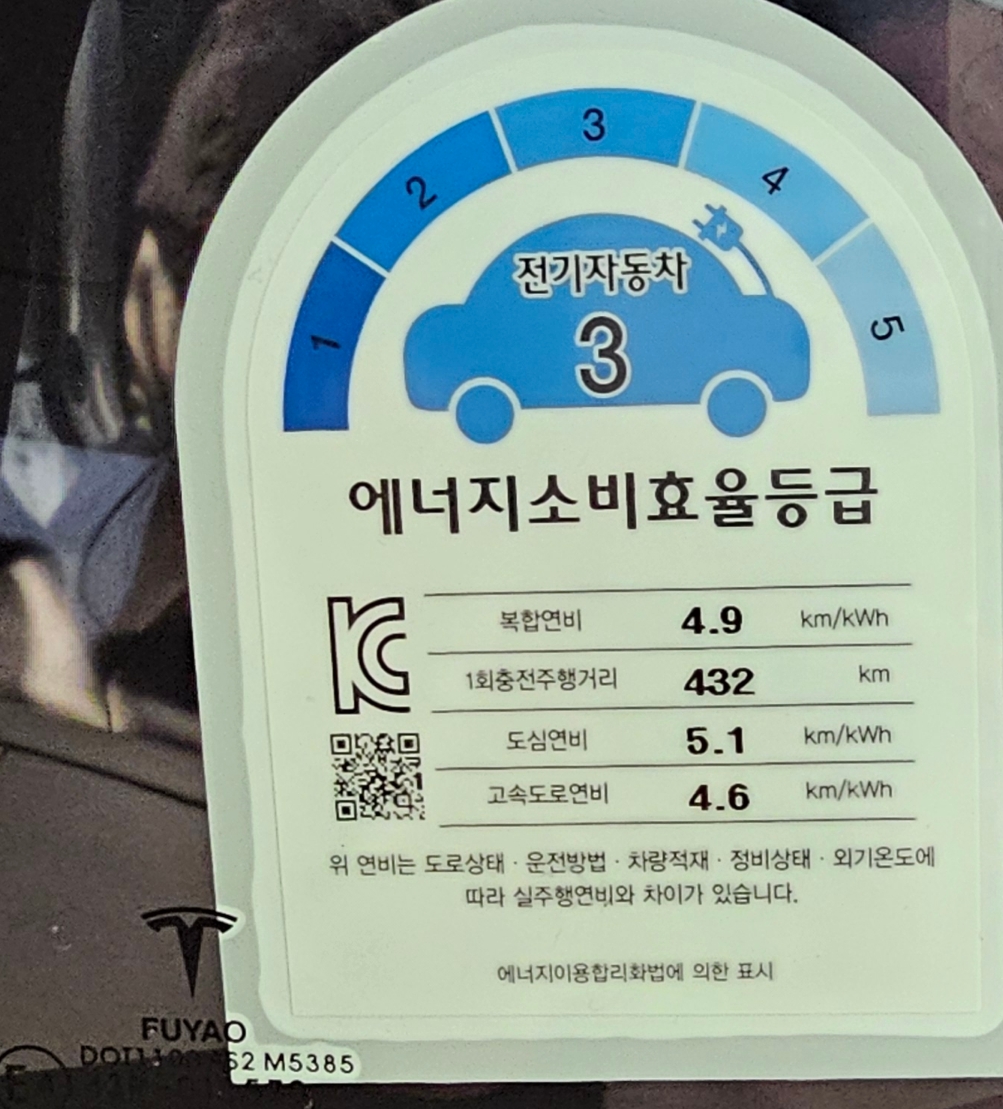 1 2 3 4 5
전기자동차
3
에너지소비효율등급
복합연비 4.9 km/kWh
1회충전주행거리 432 km
도심연비 5.1 km/kWh
고속도로연비 4.6 km/kWh
위 연비는 도로상태 · 운전방법 · 차량적재 · 정비상태 · 외기온도에
따라 실주행연비와 차이가 있습니다.
에너지이용합리화법에 의한 표시
FUYAO
M5385